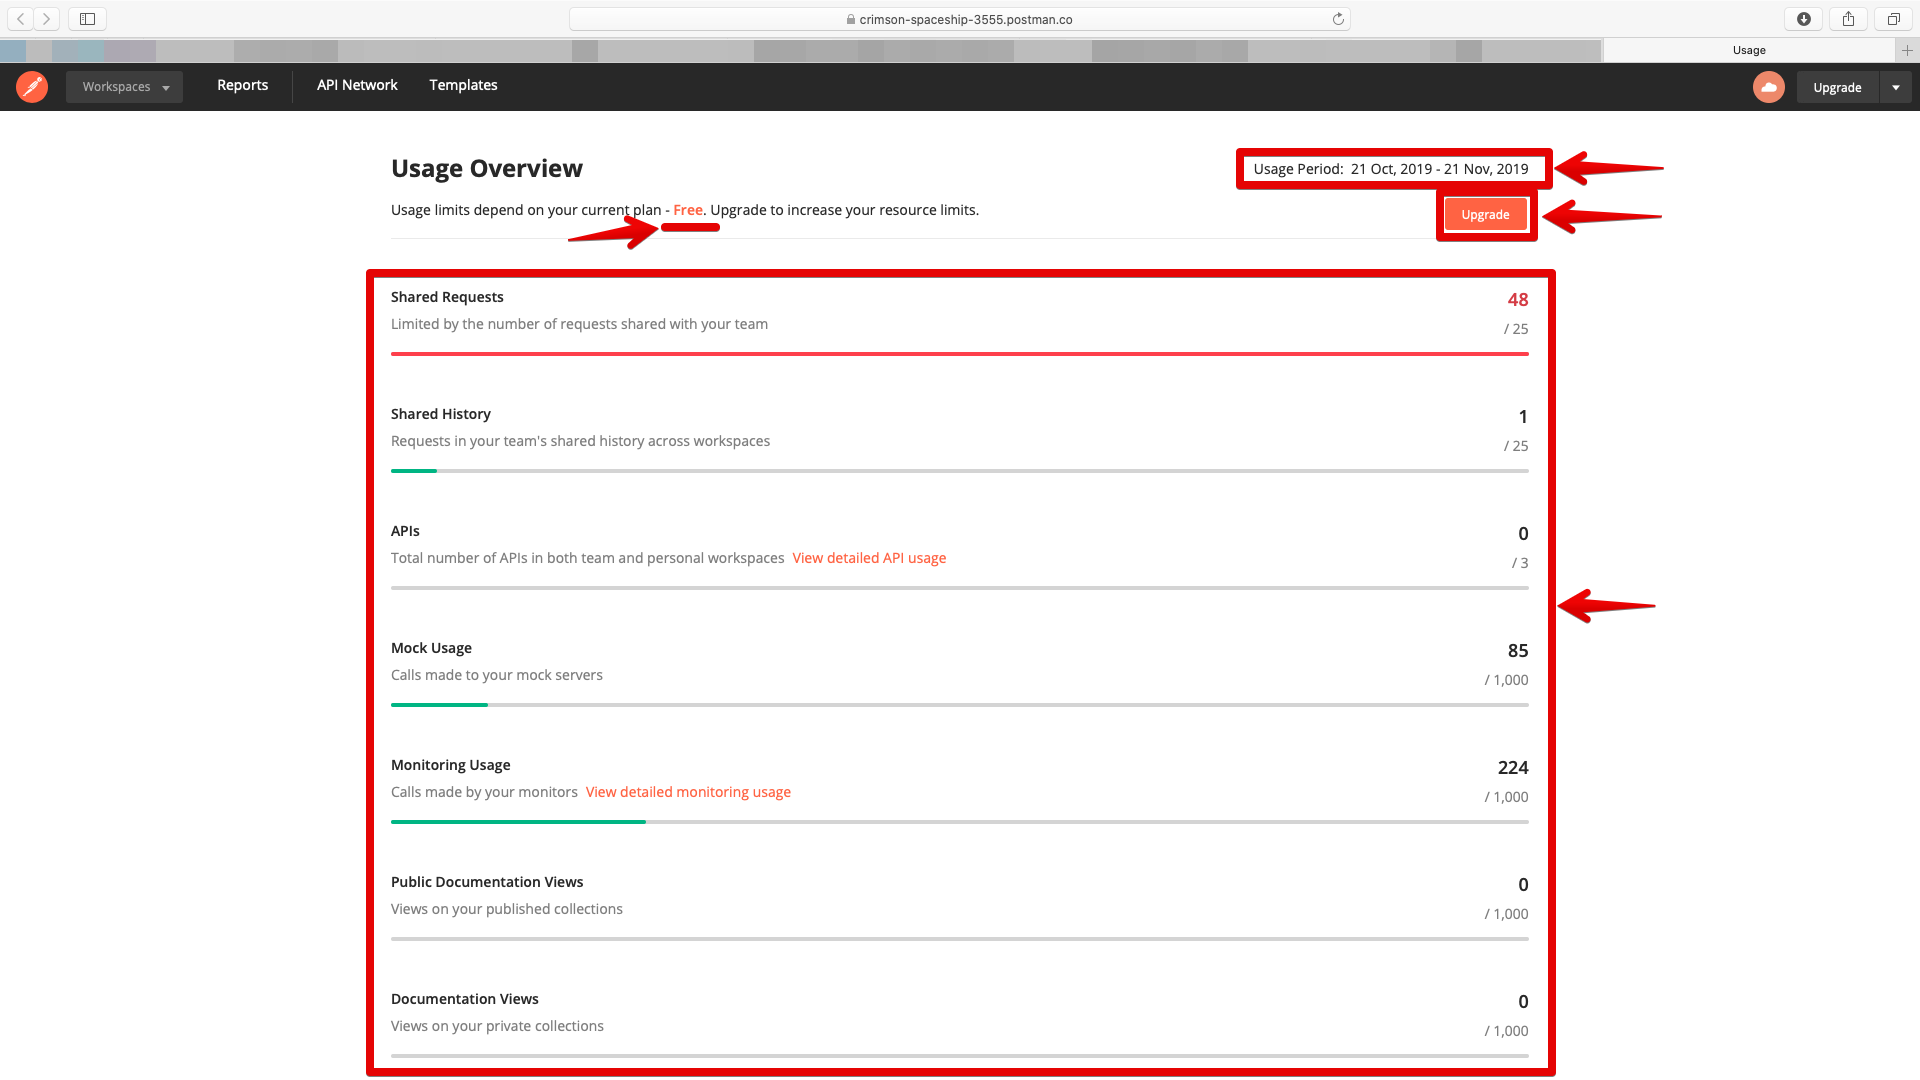 crimson-spaceship-3555.postman.co
Usage
Workspaces
Reports
API Network
Templates
Upgrade
Usage Overview
Usage Period: 21 Oct, 2019 - 21 Nov, 2019
Usage limits depend on your current plan - Free. Upgrade to increase your resource limits.
Upgrade
Shared Requests
48
Limited by the number of requests shared with your team
/ 25
Shared History
1
Requests in your team's shared history across workspaces
/ 25
APIs
0
Total number of APIs in both team and personal workspaces View detailed API usage
/ 3
Mock Usage
85
Calls made to your mock servers
/ 1,000
Monitoring Usage
224
Calls made by your monitors View detailed monitoring usage
/ 1,000
Public Documentation Views
0
Views on your published collections
/ 1,000
Documentation Views
0
Views on your private collections
/ 1,000